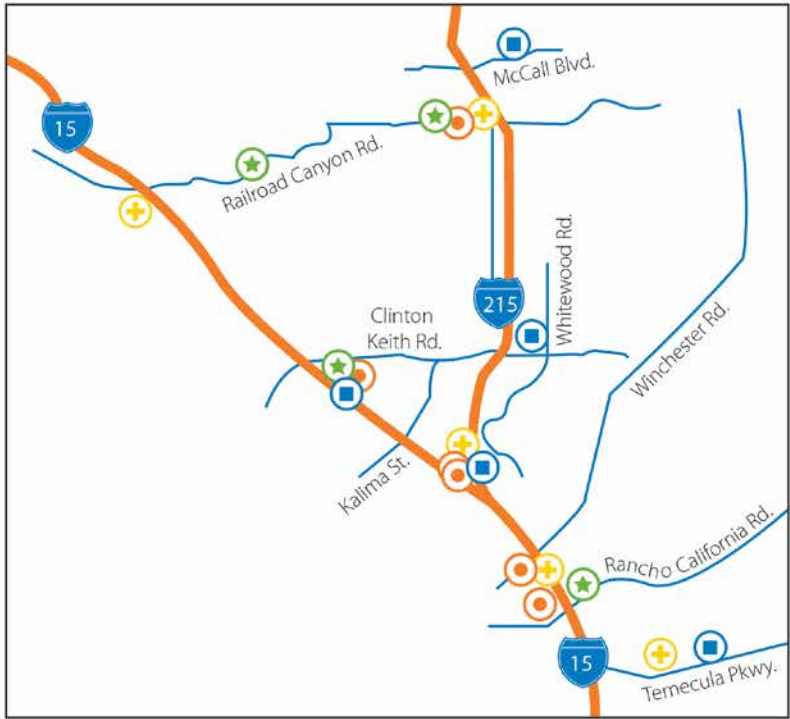 McCall Blvd.
15
Railroad Canyon Rd.
Whitewood Rd.
215
Clinton
Keith Rd.
Winchester Rd.
Kalima St.
Rancho California Rd.
15
Temecula Pkwy.